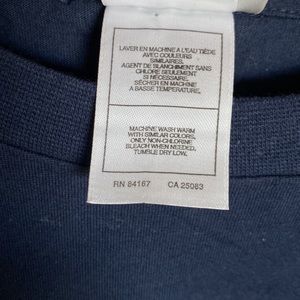 LAVER EN MACHINE A L'EAU TIÈDE
AVEC COULEURS
SIMILAIRES.
AGENT DE BLANCHIMENT SANS
CHLORE SEULEMENT
SI NÉCESSAIRE.
SÉCHER EN MACHINE
A BASSE TEMPERATURE.
MACHINE WASH WARM
WITH SIMILAR COLORS,
ONLY NON-CHLORINE
BLEACH WHEN NEEDED,
TUMBLE DRY LOW.
RN 84167 CA 25083